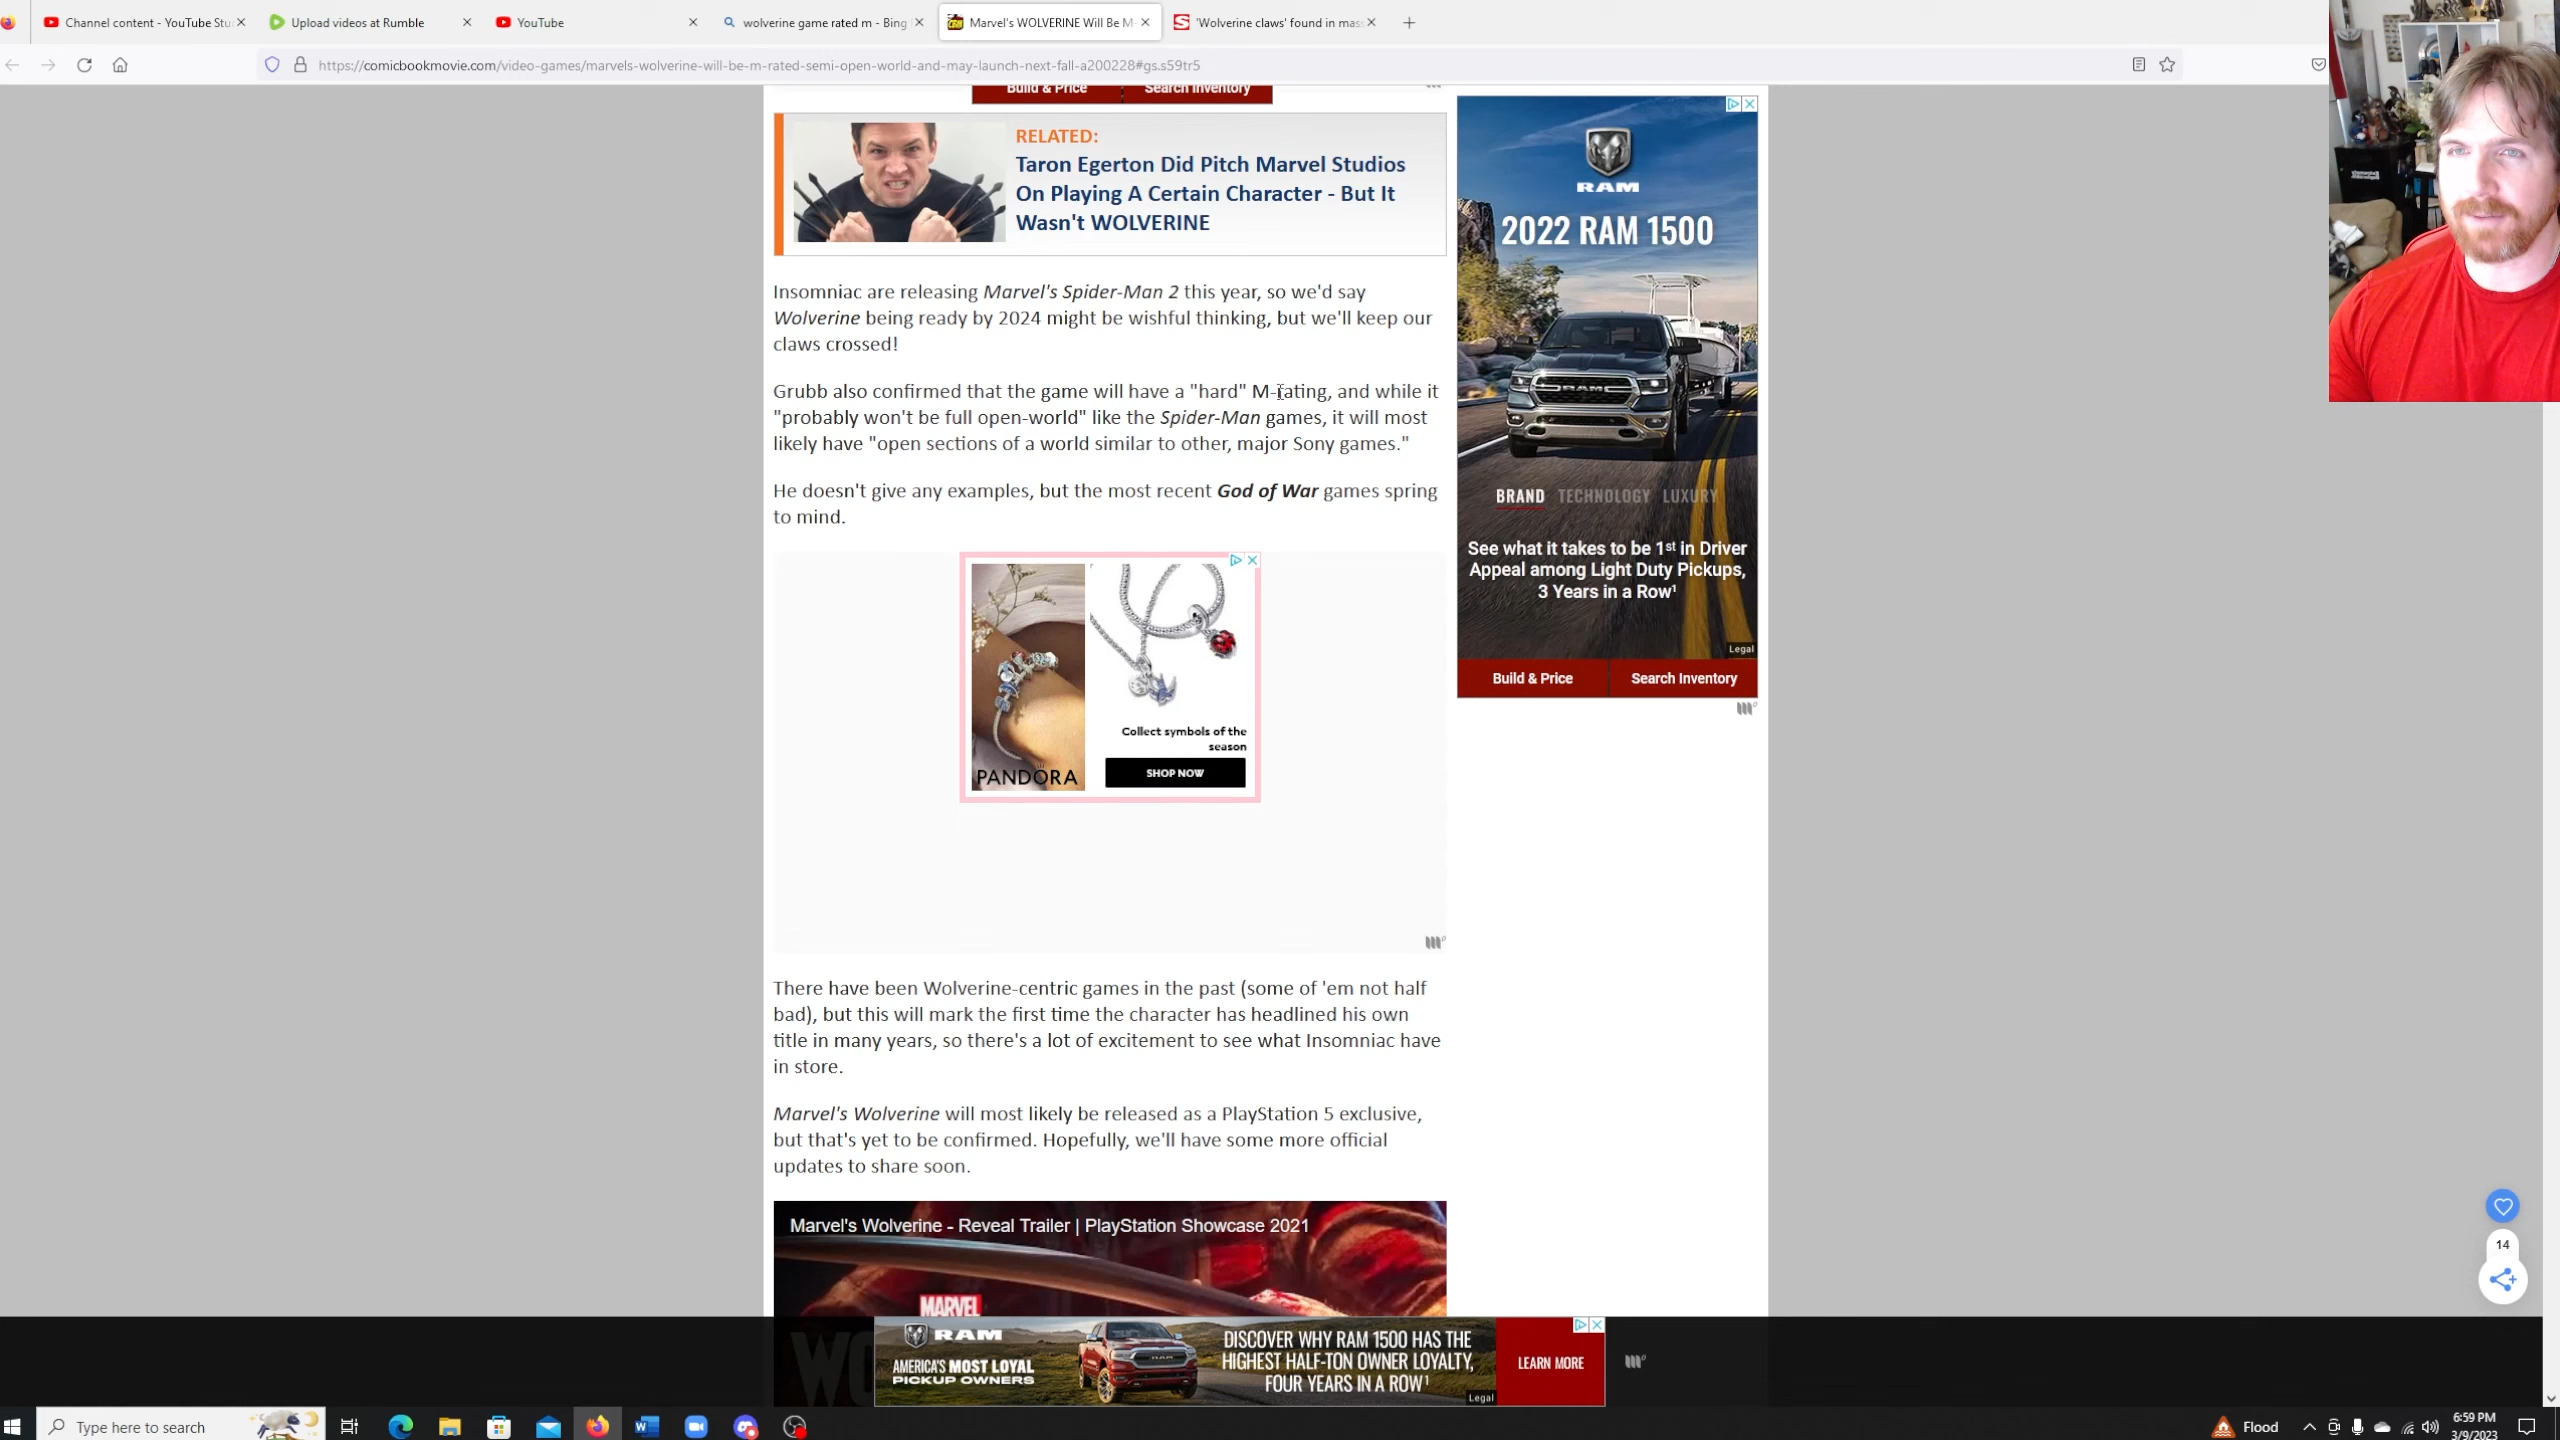 Channel content - YouTube Stu
Upload videos at Rumble
YouTube
wolverine game rated m - Bing
Marvel's WOLVERINE Will Be M-
'Wolverine claws' found in mas
https://comicbookmovie.com/video-games/marvels-wolverine-will-be-m-rated-semi-open-world-and-may-launch-next-fall-a200228#gs.s59tr5
Build & Price
Search Inventory
RELATED:
Taron Egerton Did Pitch Marvel Studios
On Playing A Certain Character - But It
Wasn't WOLVERINE
Insomniac are releasing Marvel's Spider-Man 2 this year, so we'd say
Wolverine being ready by 2024 might be wishful thinking, but we'll keep our
claws crossed!
Grubb also confirmed that the game will have a "hard" M-rating, and while it
"probably won't be full open-world" like the Spider-Man games, it will most
likely have "open sections of a world similar to other, major Sony games."
He doesn't give any examples, but the most recent God of War games spring
to mind.
PANDORA
Collect symbols of the
season
SHOP NOW
There have been Wolverine-centric games in the past (some of 'em not half
bad), but this will mark the first time the character has headlined his own
title in many years, so there's a lot of excitement to see what Insomniac have
in store.
Marvel's Wolverine will most likely be released as a PlayStation 5 exclusive,
but that's yet to be confirmed. Hopefully, we'll have some more official
updates to share soon.
Marvel's Wolverine - Reveal Trailer | PlayStation Showcase 2021
MARVEL
WO
RAM
2022 RAM 1500
RAM
BRAND TECHNOLOGY LUXURY
See what it takes to be 1st in Driver
Appeal among Light Duty Pickups,
3 Years in a Row1
Legal
Build & Price
Search Inventory
14
RAM
AMERICA'S MOST LOYAL
PICKUP OWNERS
DISCOVER WHY RAM 1500 HAS THE
HIGHEST HALF-TON OWNER LOYALTY,
FOUR YEARS IN A ROW1
Legal
LEARN MORE
Type here to search
Flood
6:59 PM
3/9/2023